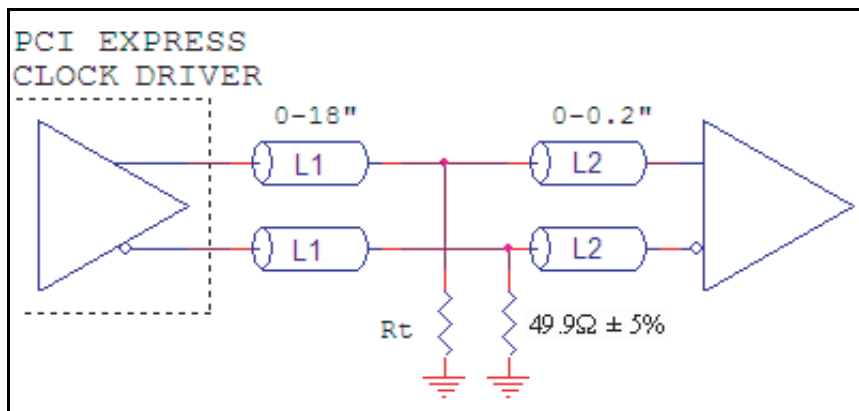 PCI EXPRESS
CLOCK DRIVER
0-18"
0-0.2"
L1
L2
L1
L2
Rt
49.9Ω ± 5%